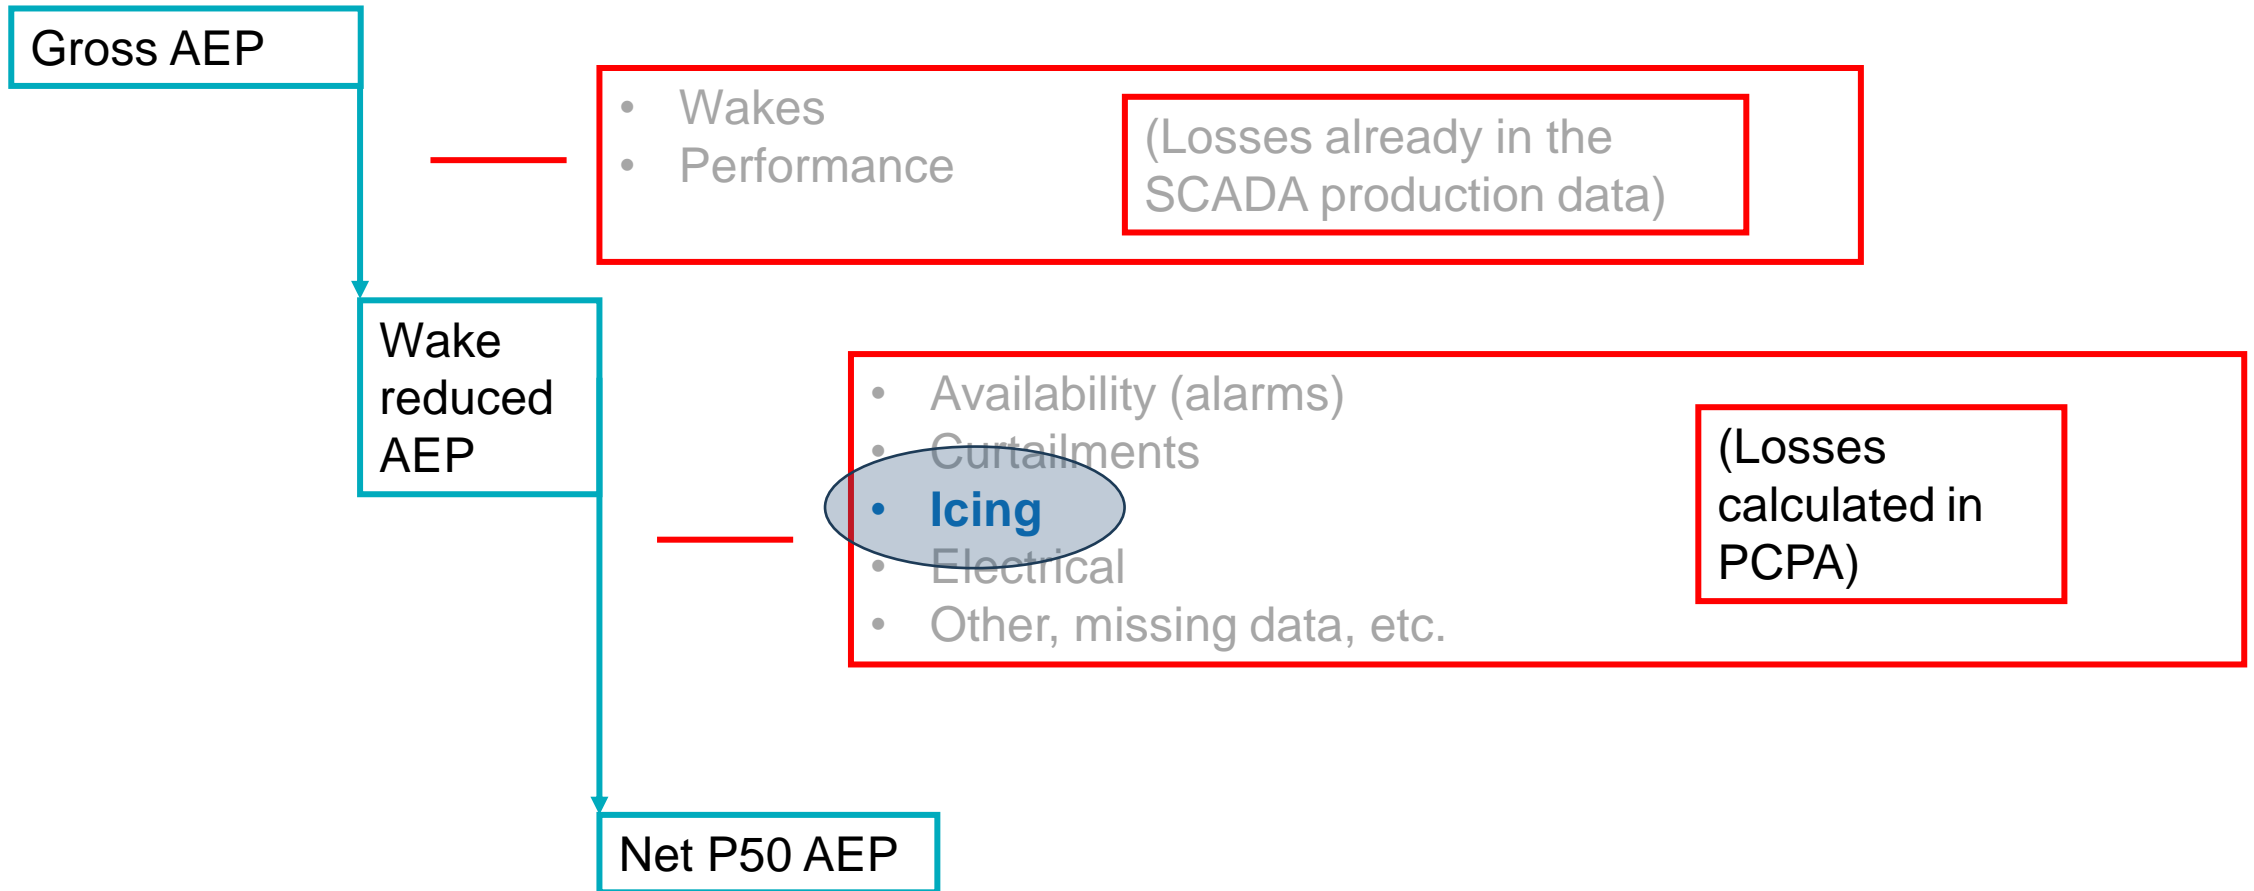 Gross AEP
• Wakes
• Performance
(Losses already in the
SCADA production data)
Wake
reduced
AEP
• Availability (alarms)
• Curtailments
• Icing
• Electrical
• Other, missing data, etc.
(Losses
calculated in
PCPA)
Net P50 AEP